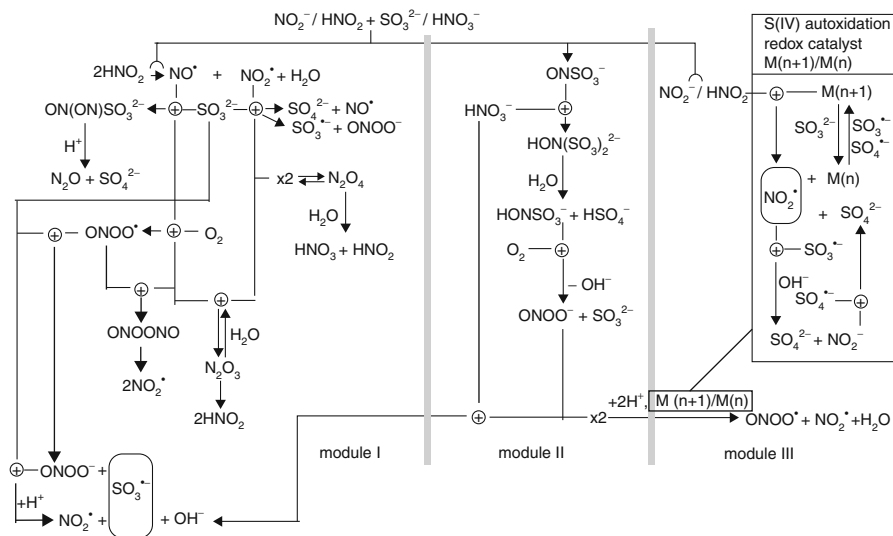 NO₂⁻/ HNO₂ + SO₃²⁻/ HNO₃⁻
S(IV) autoxidation
redox catalyst
M(n+1)/M(n)
2HNO₂ NO• + NO₂• + H₂O
ONSO₃⁻
NO₂⁻/ HNO₂ ⊕ M(n+1)
ON(ON)SO₃²⁻ ⊕ SO₃²⁻ ⊕ SO₄²⁻ + NO•
SO₃•⁻ + ONOO⁻
HNO₃⁻ ⊕
SO₃²⁻ SO₃•⁻
SO₄•⁻
H⁺
HON(SO₃)₂²⁻
N₂O + SO₄²⁻
x2 N₂O₄
H₂O
NO₂• + M(n)
H₂O
HONSO₃⁻ + HSO₄⁻
+ SO₄²⁻
⊕ ONOO• ⊕ O₂
HNO₃ + HNO₂
O₂ ⊕
⊕ SO₃•⁻
– OH⁻
OH⁻
⊕ ⊕
SO₄•⁻ ⊕
ONOONO
H₂O
ONOO⁻ + SO₃²⁻
SO₄²⁻ + NO₂⁻
2NO₂•
N₂O₃
2HNO₂
+2H⁺, M (n+1)/M(n)
⊕ x2 ONOO• + NO₂• +H₂O
module I module II module III
⊕ ONOO⁻ +
SO₃•⁻
+H⁺
NO₂• + + OH⁻